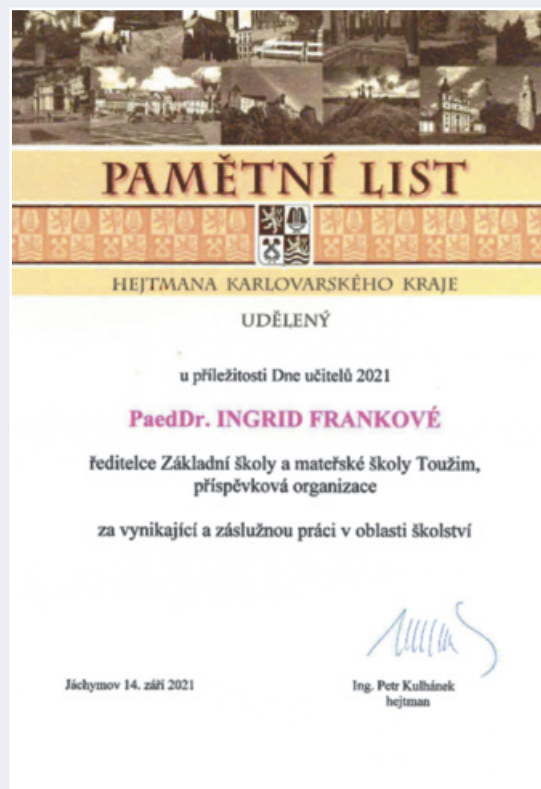 PAMĚTNÍ LIST
HEJTMANA KARLOVARSKÉHO KRAJE
UDĚLENÝ
u příležitosti Dne učitelů 2021
PaedDr. INGRID FRANKOVÉ
ředitelce Základní školy a mateřské školy Toužim,
příspěvková organizace
za vynikající a záslužnou práci v oblasti školství
Jáchymov 14. září 2021
Ing. Petr Kulhánek
hejtman